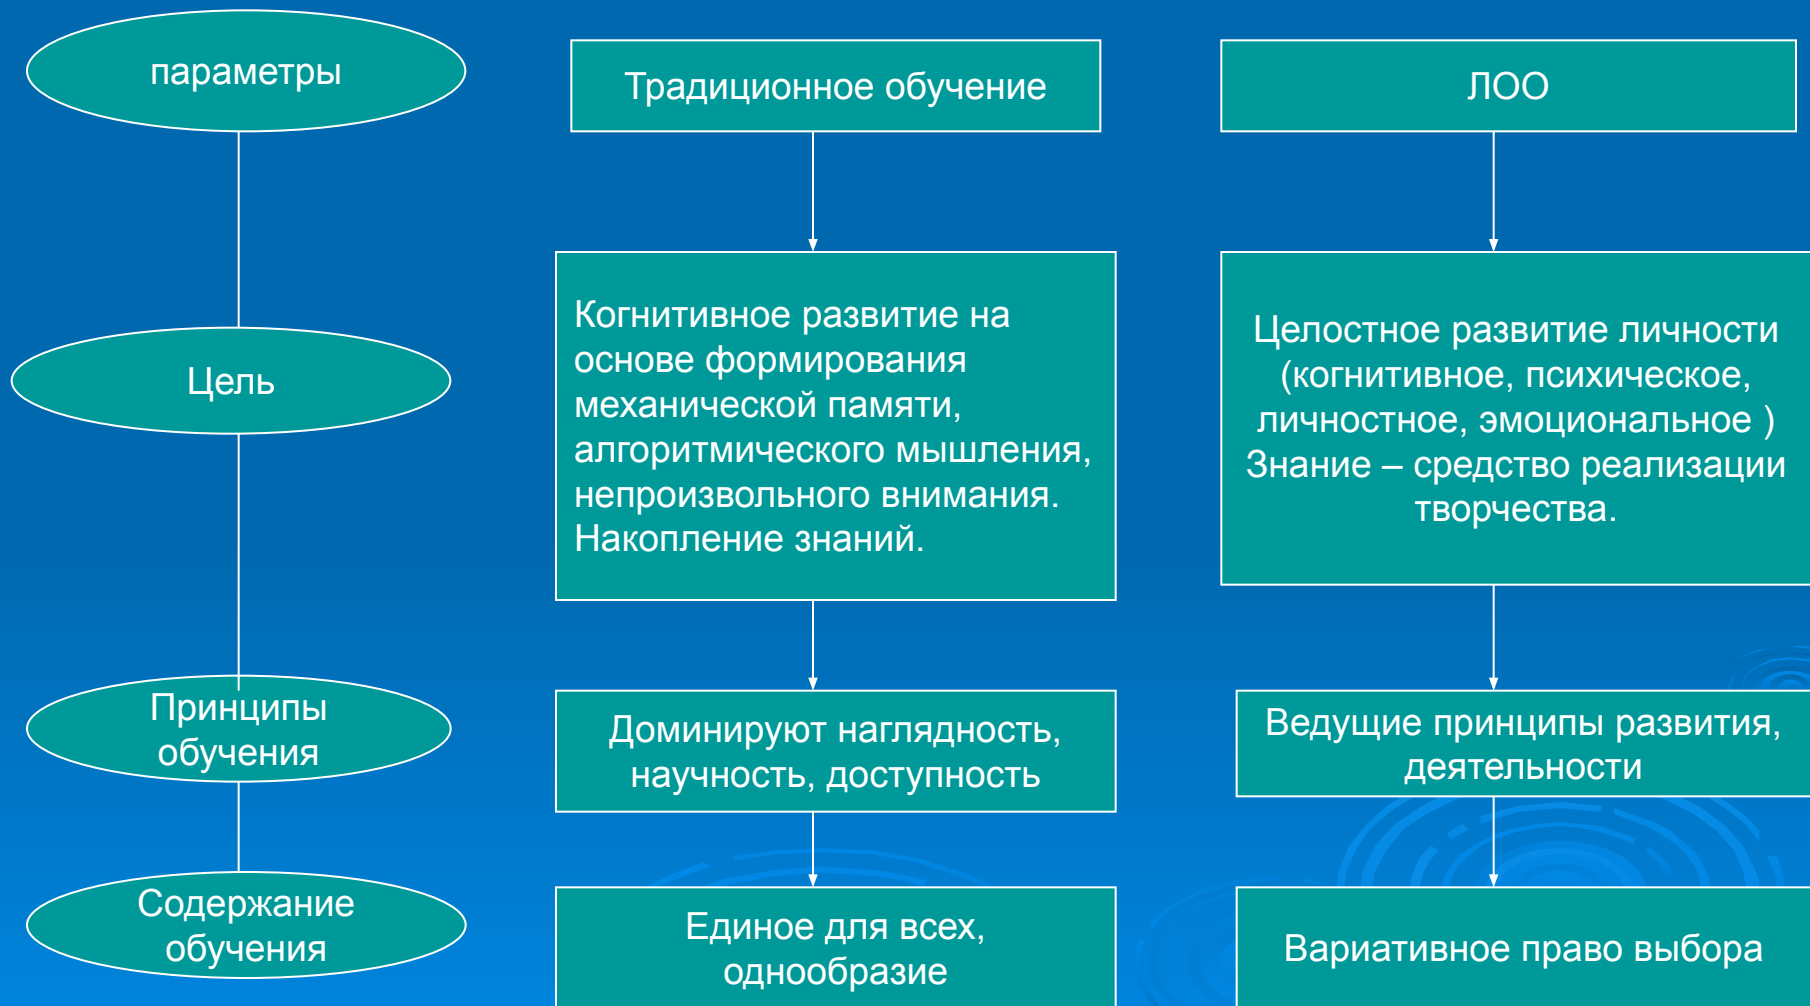 параметры
Традиционное обучение
ЛОО
Цель
Когнитивное развитие на
основе формирования
механической памяти,
алгоритмического мышления,
непроизвольного внимания.
Накопление знаний.
Целостное развитие личности
(когнитивное, психическое,
личностное, эмоциональное )
Знание – средство реализации
творчества.
Принципы
обучения
Доминируют наглядность,
научность, доступность
Ведущие принципы развития,
деятельности
Содержание
обучения
Единое для всех,
однообразие
Вариативное право выбора